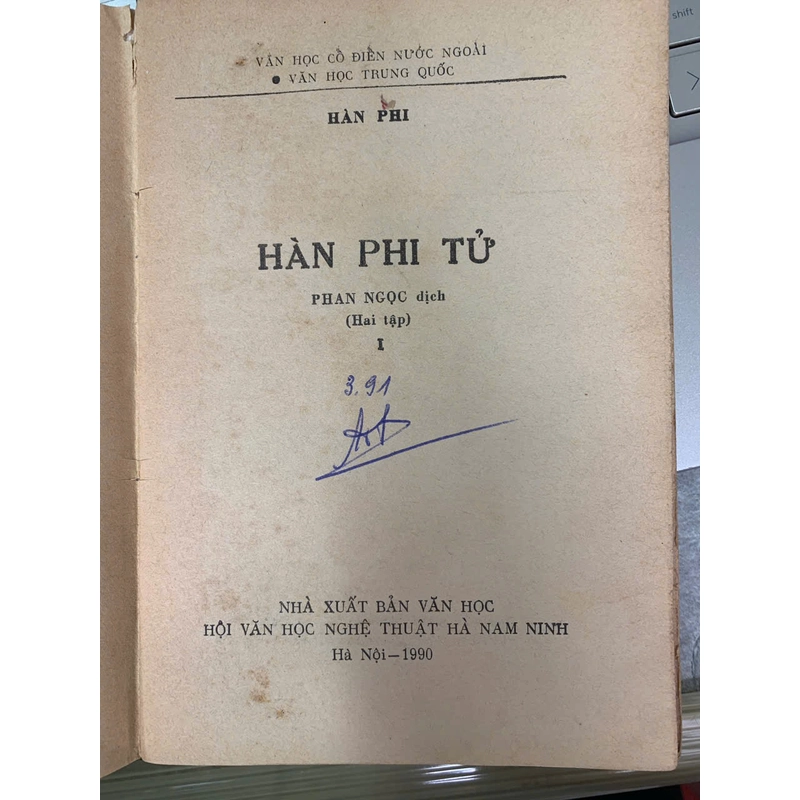 VĂN HỌC CỔ ĐIỂN NƯỚC NGOÀI
● VĂN HỌC TRUNG QUỐC
HÀN PHI
HÀN PHI TỬ
PHAN NGỌC dịch
(Hai tập)
I
3.91
NHÀ XUẤT BẢN VĂN HỌC
HỘI VĂN HỌC NGHỆ THUẬT HÀ NAM NINH
Hà Nội—1990
shift